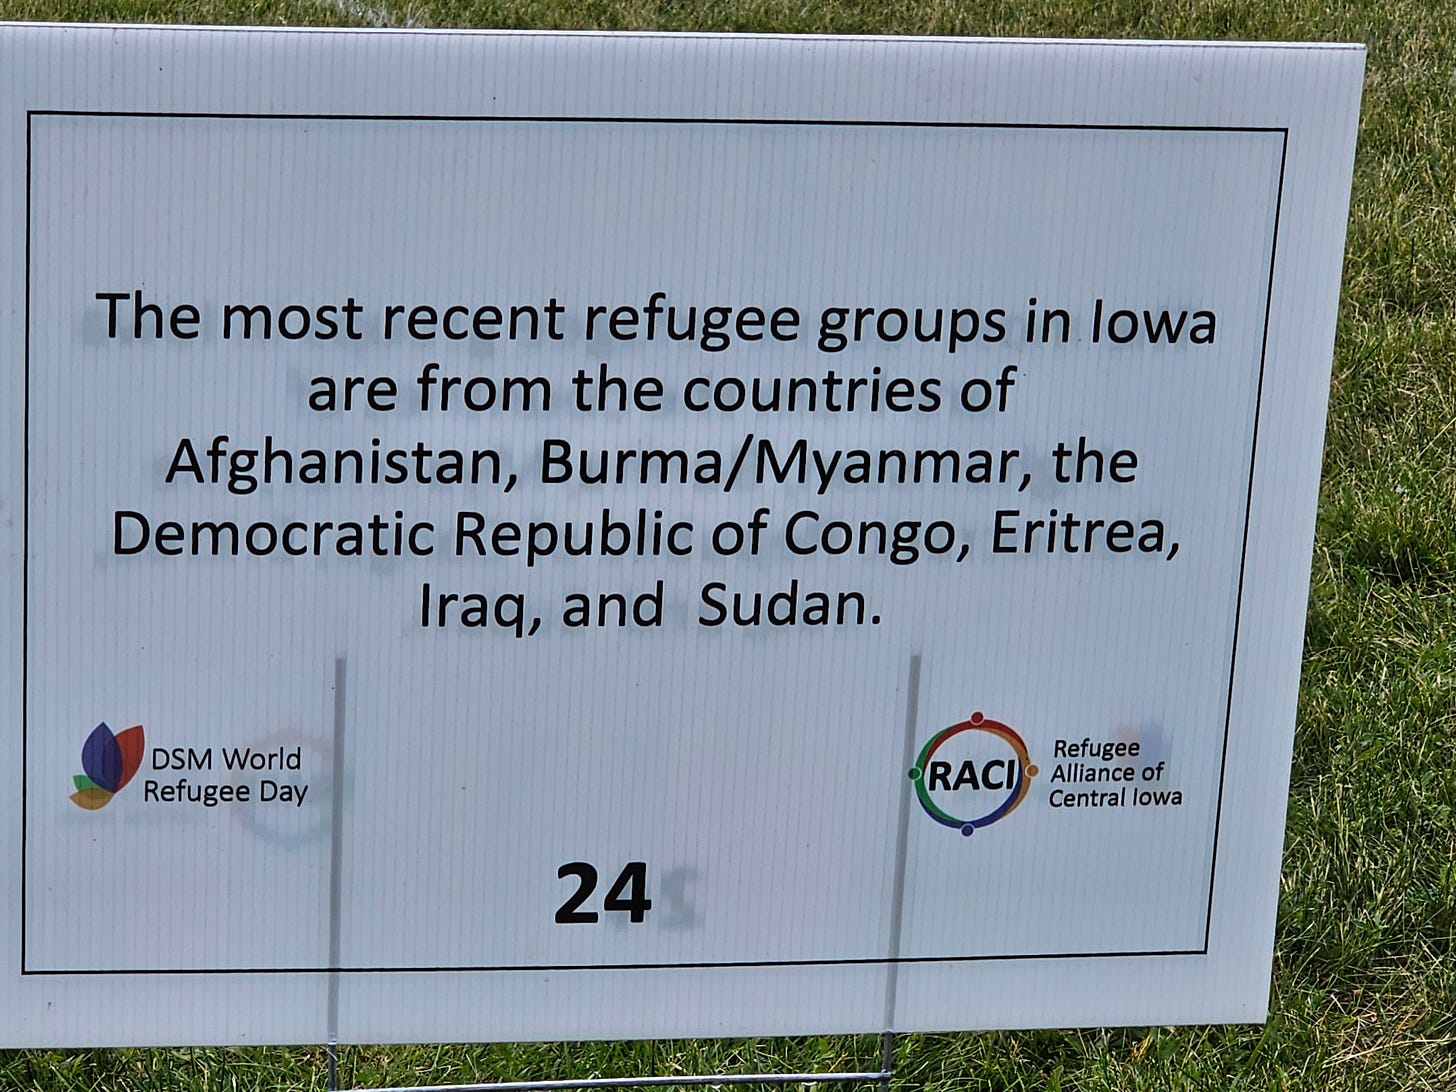 The most recent refugee groups in Iowa
are from the countries of
Afghanistan, Burma/Myanmar, the
Democratic Republic of Congo, Eritrea,
Iraq, and  Sudan.
DSM World
Refugee Day
RACI
Refugee
Alliance of
Central Iowa
24